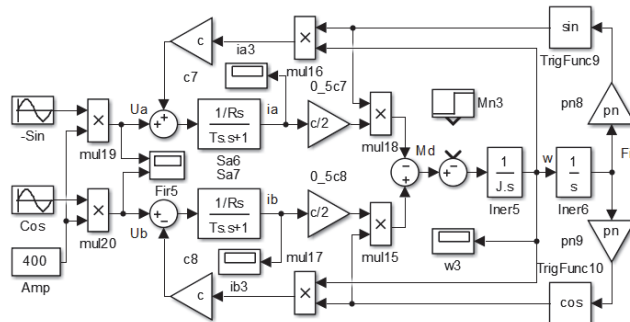 sin
c
ia3
TrigFunc9
c7
mul16
0_5c7
Mn3
pn8
-Sin
Ua
1/Rs
Ts.s+1
ia
c/2
pn
mul19
mul18
Md
Sa6
Sa7
1
J.s
w
1
s
Fi
Fir5
0_5c8
Iner5
Iner6
1/Rs
Ts.s+1
ib
c/2
Cos
mul20
Ub
pn9
pn
400
c8
mul17
mul15
w3
TrigFunc10
Amp
c
ib3
cos